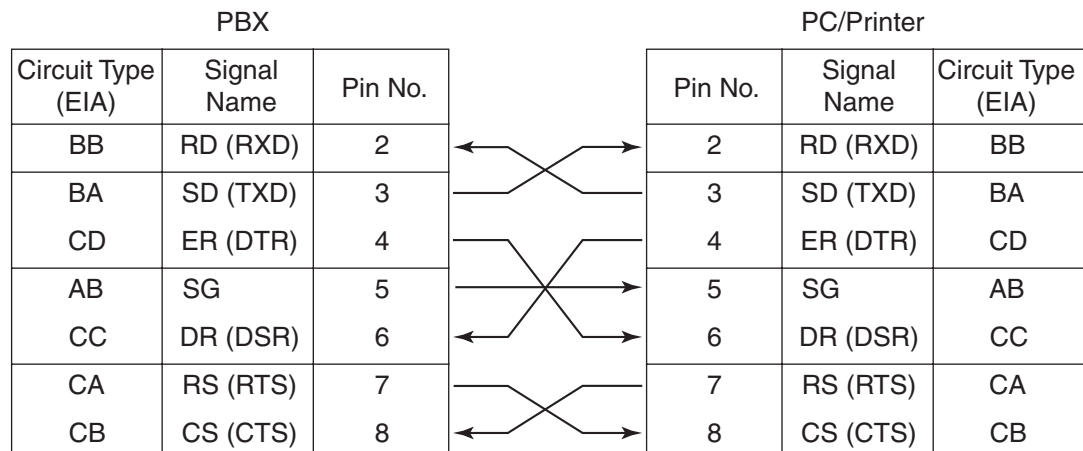 PBX PC/Printer
Circuit Type (EIA) Signal Name Pin No. Pin No. Signal Name Circuit Type (EIA)
BB RD (RXD) 2 2 RD (RXD) BB
BA SD (TXD) 3 3 SD (TXD) BA
CD ER (DTR) 4 4 ER (DTR) CD
AB SG 5 5 SG AB
CC DR (DSR) 6 6 DR (DSR) CC
CA RS (RTS) 7 7 RS (RTS) CA
CB CS (CTS) 8 8 CS (CTS) CB